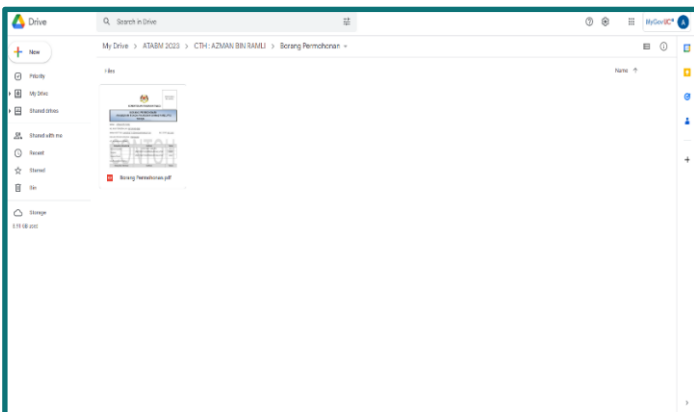 Drive
Search in Drive
MyGovUC
A
New
My Drive > ATABM 2023 > CTH : AZMAN BIN RAMLI > Borang Permohonan
Priority
Files
Name
My Drive
Shared drives
CONTOH
Shared with me
Recent
Borang Permohonan.pdf
Starred
Bin
Storage